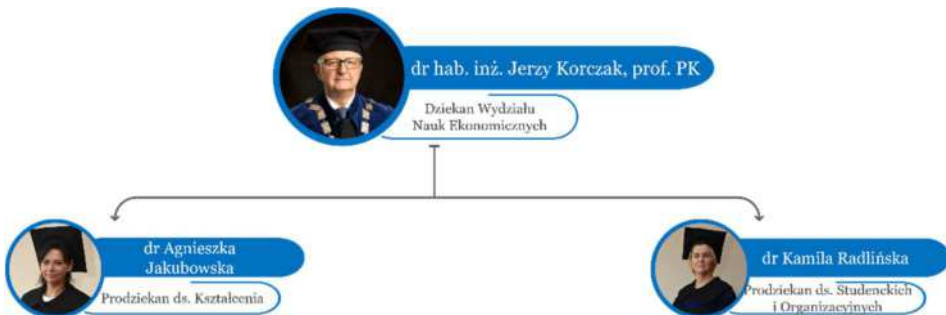 dr hab. inż. Jerzy Korczak, prof. PK
Dziekan Wydziału
Nauk Ekonomicznych
dr Agnieszka
Jakubowska
Prodziekan ds. Kształcenia
dr Kamila Radlińska
Prodziekan ds. Studenckich
i Organizacyjnych